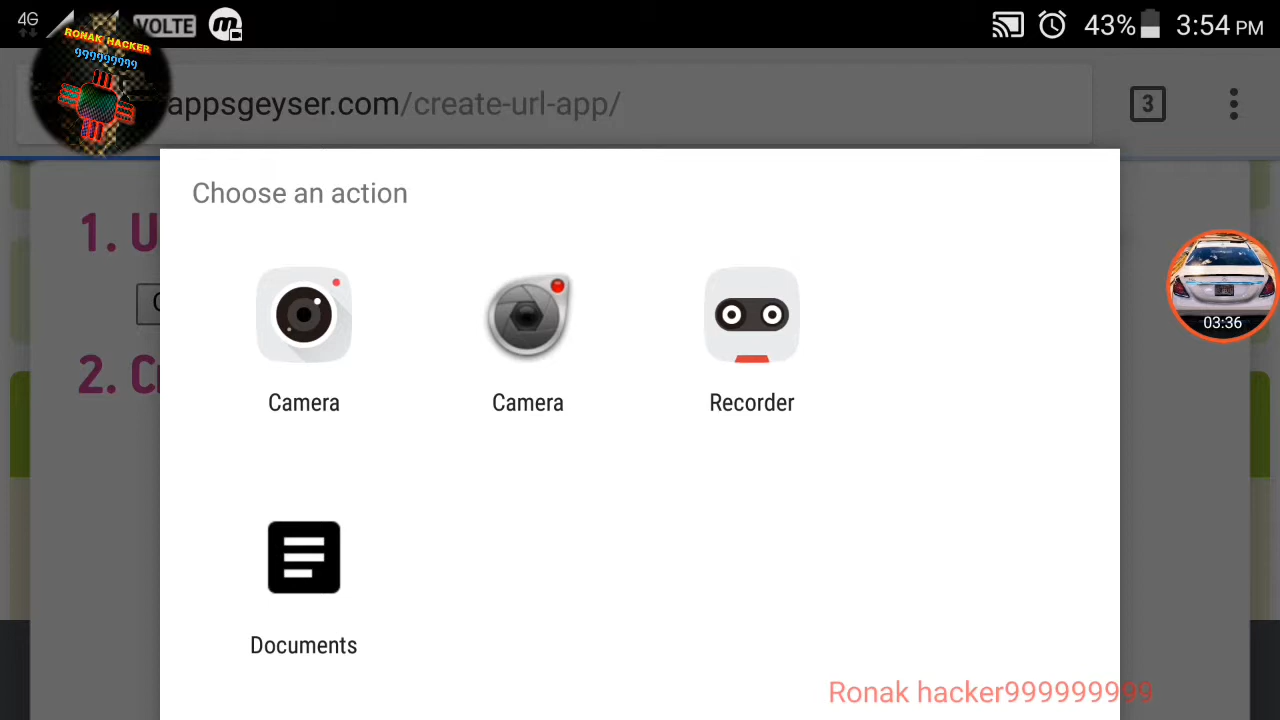 4G VOLTE 43% 3:54 PM
RONAK HACKER
999999999
appsgeyser.com/create-url-app/
3
Choose an action
1. U
Camera
Camera
Recorder
03:36
2. C
Documents
Ronak hacker999999999